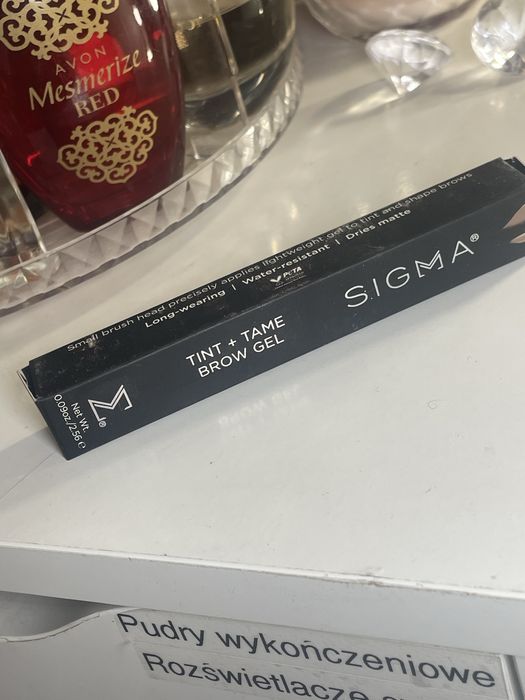 AVON
Mesmerize
RED
Small brush head precisely applies lightweight gel to tint and shape brows
Long-wearing | Water-resistant | Dries matte
PETA
SIGMA®
TINT + TAME
BROW GEL
M®
Net Wt.
0.09oz/2.56 ℮
Pudry wykończeniowe
Rozświetlacze